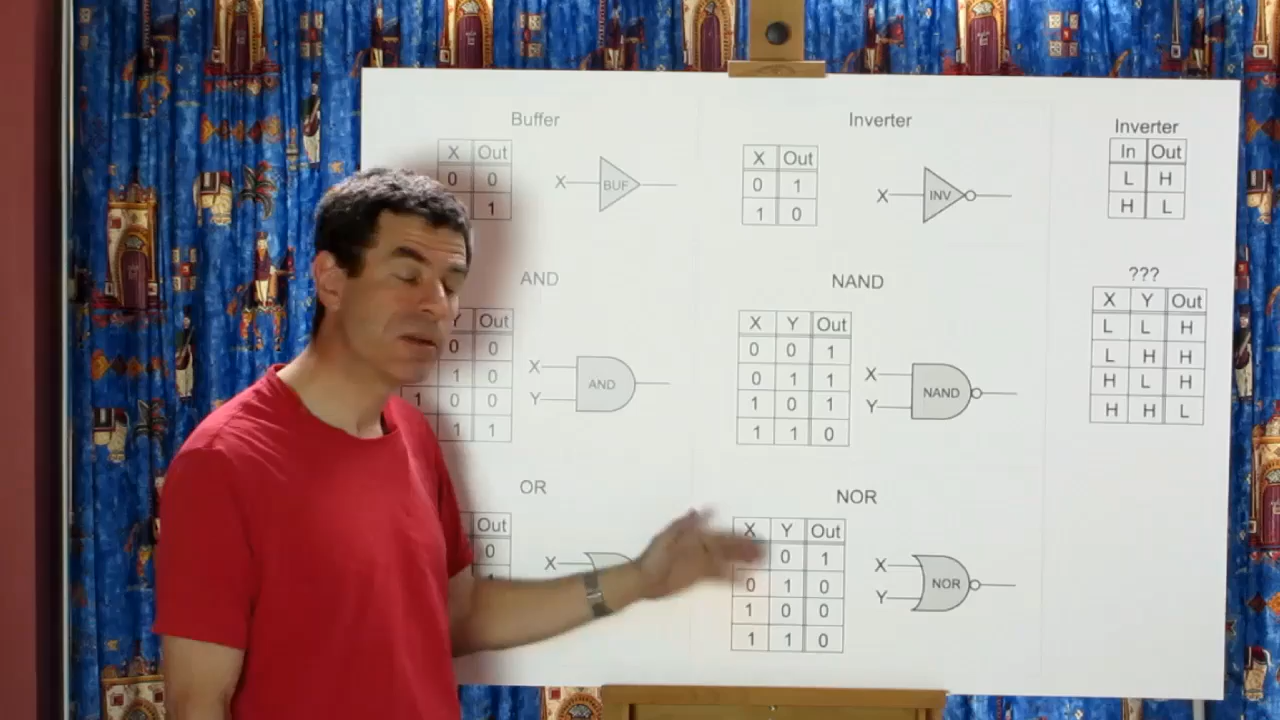 Buffer
X Out
0 0
1
X BUF
Inverter
X Out
0 1
1 0
X INV
Inverter
In Out
L H
H L
AND
Y Out
0 0
1 0
1 0 0
1 1
X
Y
AND
NAND
X Y Out
0 0 1
0 1 1
1 0 1
1 1 0
X
Y
NAND
???
X Y Out
L L H
L H H
H L H
H H L
OR
Out
0
X
NOR
X Y Out
0 1
0 1 0
1 0 0
1 1 0
X
Y
NOR